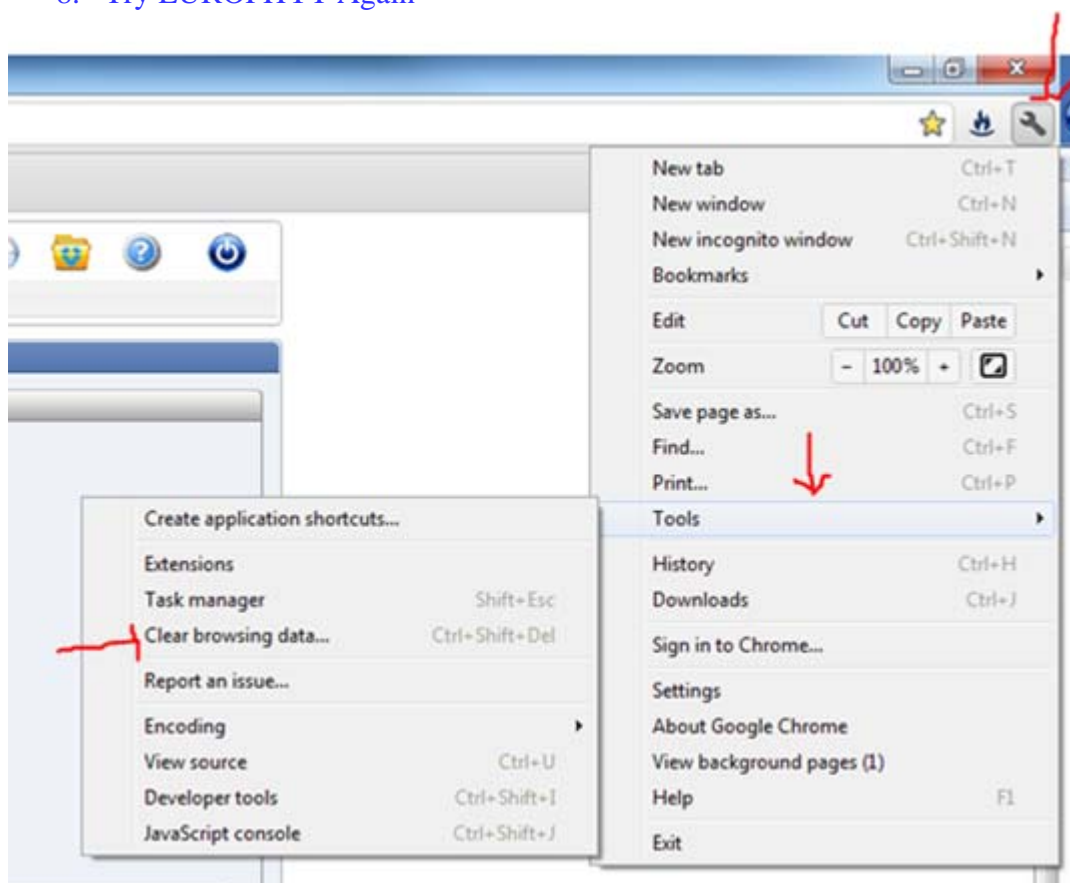 Try Again
New tab Ctrl+T
New window Ctrl+N
New incognito window Ctrl+Shift+N
Bookmarks
Edit Cut Copy Paste
Zoom - 100% +
Save page as... Ctrl+S
Find... Ctrl+F
Print... Ctrl+P
Tools
History Ctrl+H
Downloads Ctrl+J
Sign in to Chrome...
Settings
About Google Chrome
View background pages (1)
Help F1
Exit
Create application shortcuts...
Extensions
Task manager Shift+Esc
Clear browsing data... Ctrl+Shift+Del
Report an issue...
Encoding
View source Ctrl+U
Developer tools Ctrl+Shift+I
JavaScript console Ctrl+Shift+J